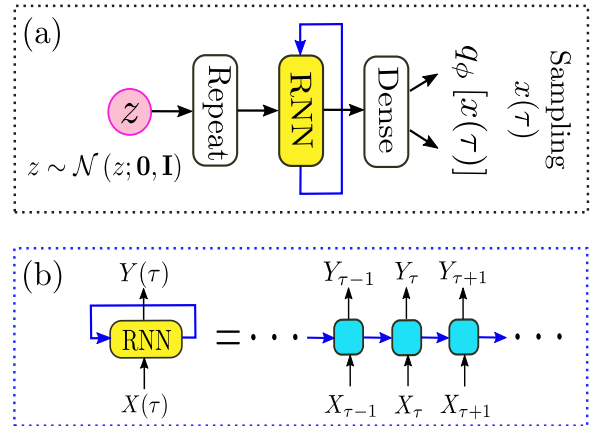 (a)
z
z ∼ 𝒩(z; 𝟎, 𝐈)
Repeat
RNN
Dense
q_ϕ [x(τ)]
Sampling
x(τ)
(b)
Y(τ)
RNN
X(τ)
= · · ·
Y_{τ−1} Y_τ Y_{τ+1}
· · ·
X_{τ−1} X_τ X_{τ+1}